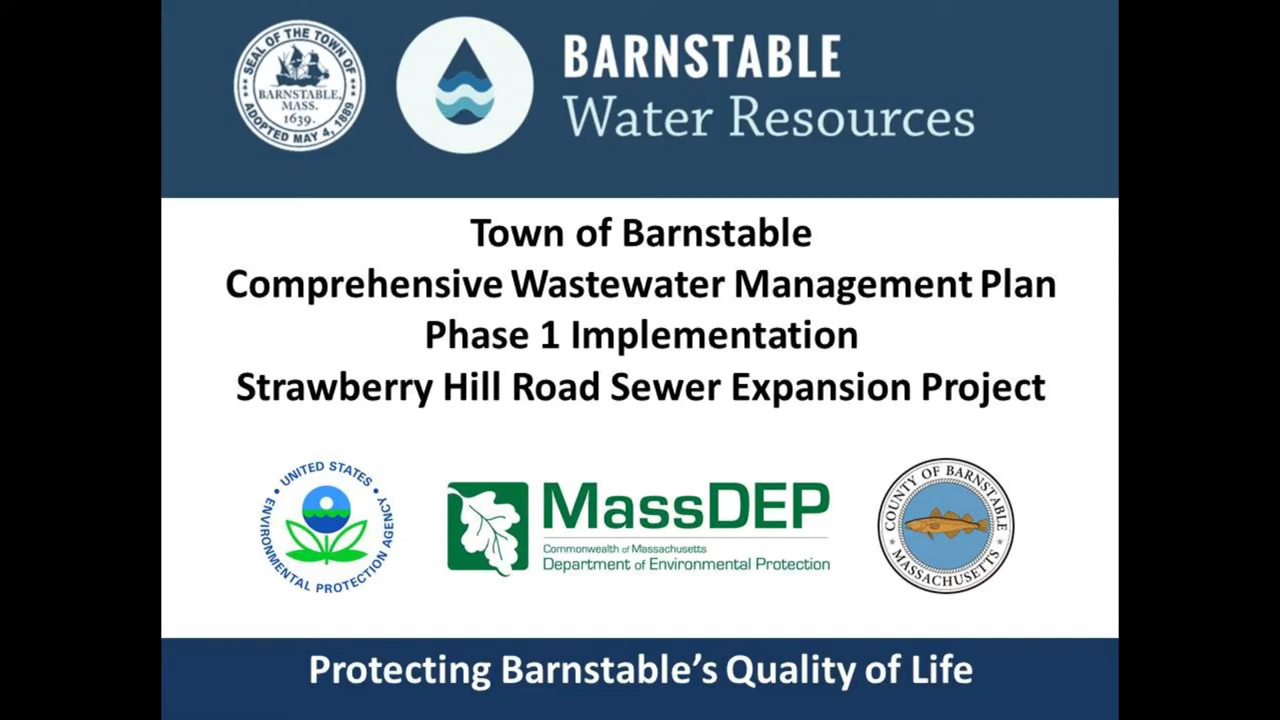 SEAL OF THE TOWN OF
BARNSTABLE,
MASS.
1639.
ADOPTED MAY 4, 1889
BARNSTABLE
Water Resources
Town of Barnstable
Comprehensive Wastewater Management Plan
Phase 1 Implementation
Strawberry Hill Road Sewer Expansion Project
UNITED STATES
ENVIRONMENTAL PROTECTION AGENCY
MassDEP
Commonwealth of Massachusetts
Department of Environmental Protection
COUNTY OF BARNSTABLE
MASSACHUSETTS
Protecting Barnstable’s Quality of Life